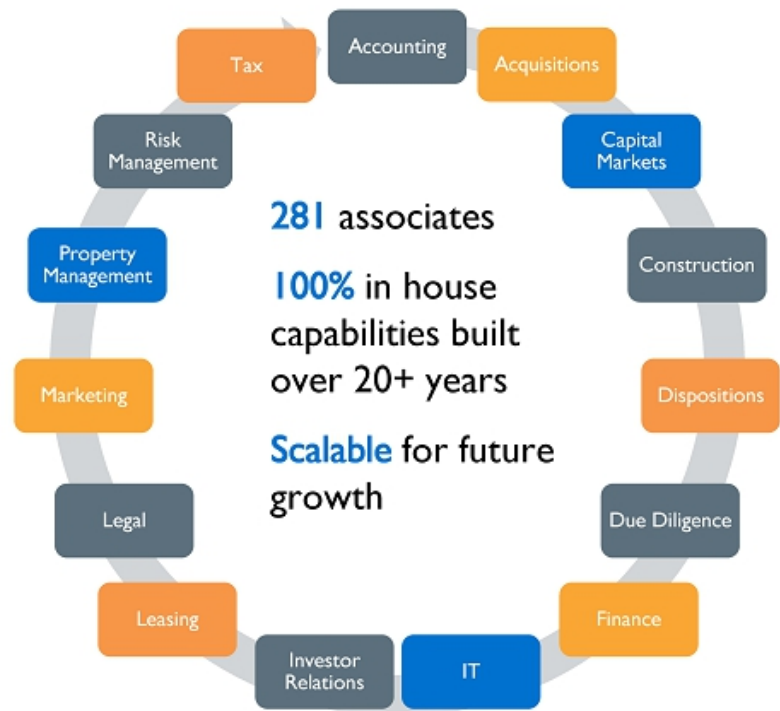 Accounting
Acquisitions
Capital
Markets
Construction
Dispositions
Due Diligence
Finance
IT
Investor
Relations
Leasing
Legal
Marketing
Property
Management
Risk
Management
Tax
281 associates
100% in house
capabilities built
over 20+ years
Scalable for future
growth